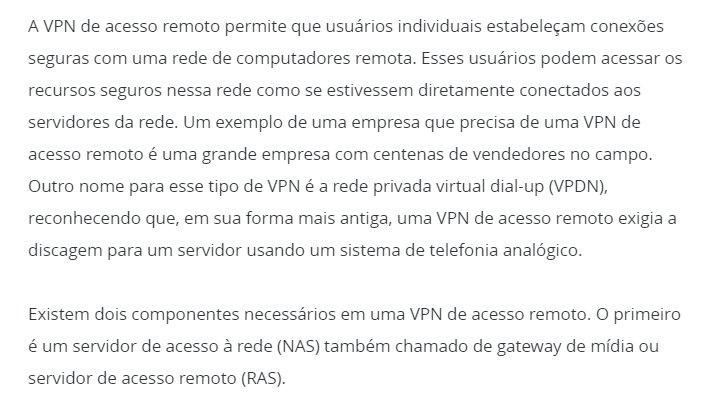 A VPN de acesso remoto permite que usuários individuais estabeleçam conexões
seguras com uma rede de computadores remota. Esses usuários podem acessar os
recursos seguros nessa rede como se estivessem diretamente conectados aos
servidores da rede. Um exemplo de uma empresa que precisa de uma VPN de
acesso remoto é uma grande empresa com centenas de vendedores no campo.
Outro nome para esse tipo de VPN é a rede privada virtual dial-up (VPDN),
reconhecendo que, em sua forma mais antiga, uma VPN de acesso remoto exigia a
discagem para um servidor usando um sistema de telefonia analógico.
Existem dois componentes necessários em uma VPN de acesso remoto. O primeiro
é um servidor de acesso à rede (NAS) também chamado de gateway de mídia ou
servidor de acesso remoto (RAS).